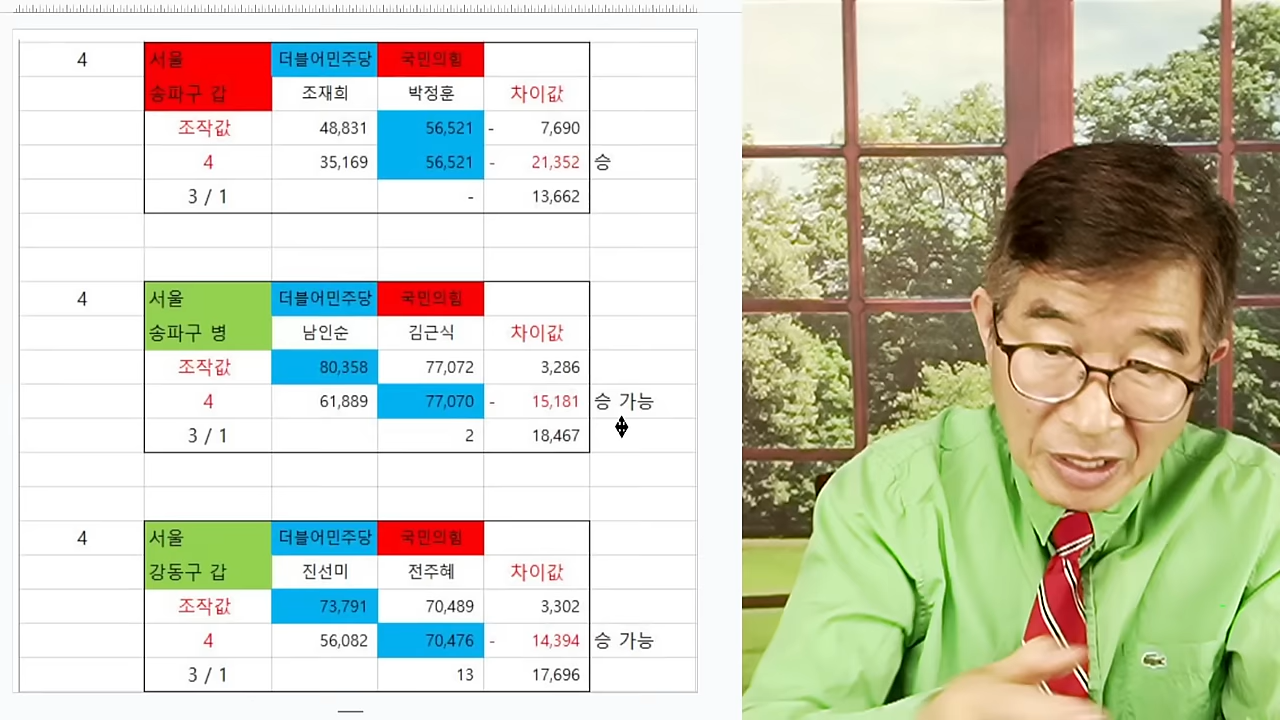 4 서울 더블어민주당 국민의힘
송파구 갑 조재희 박정훈 차이값
조작값 48,831 56,521 - 7,690
4 35,169 56,521 - 21,352 승
3 / 1 - 13,662
4 서울 더블어민주당 국민의힘
송파구 병 남인순 김근식 차이값
조작값 80,358 77,072 3,286
4 61,889 77,070 - 15,181 승 가능
3 / 1 2 18,467
4 서울 더블어민주당 국민의힘
강동구 갑 진선미 전주혜 차이값
조작값 73,791 70,489 3,302
4 56,082 70,476 - 14,394 승 가능
3 / 1 13 17,696